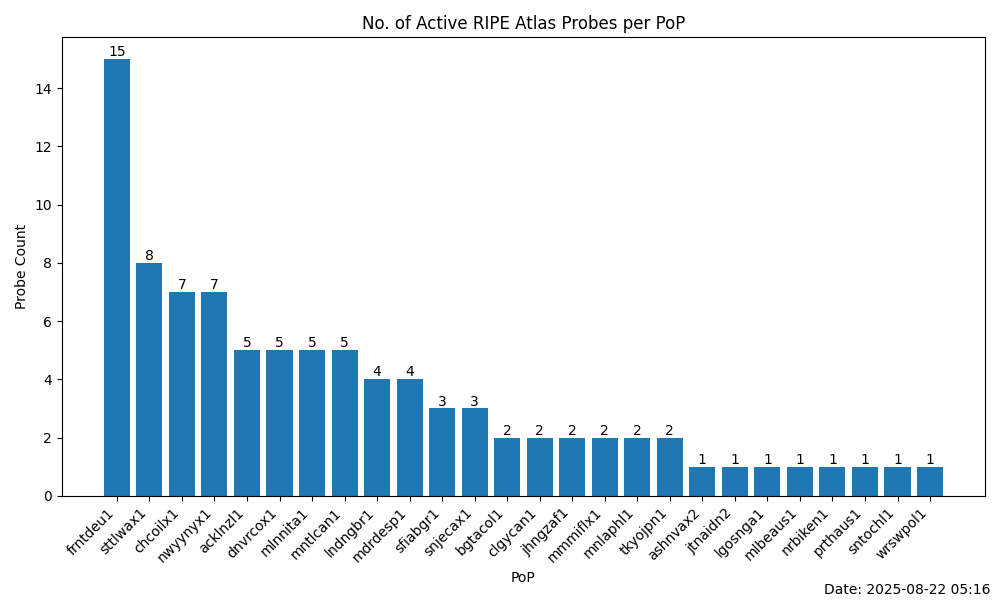 No. of Active RIPE Atlas Probes per PoP
Probe Count
14
12
10
8
6
4
2
0
15
8
7
7
5
5
5
5
4
4
3
3
2
2
2
2
2
2
1
1
1
1
1
1
1
1
frntdeu1
sttlwax1
chcoilx1
nwyynyx1
acklnzl1
dnvrcox1
mlnnita1
mntlcan1
lndngbr1
mdrdesp1
sfiabgr1
snjecax1
bgtacol1
clgycan1
jhngzaf1
mmmiflx1
mnlaphl1
tkyojpn1
ashnvax2
jtnaidn2
lgosnga1
mlbeaus1
nrbiken1
prthaus1
sntochl1
wrswpol1
PoP
Date: 2025-08-22 05:16